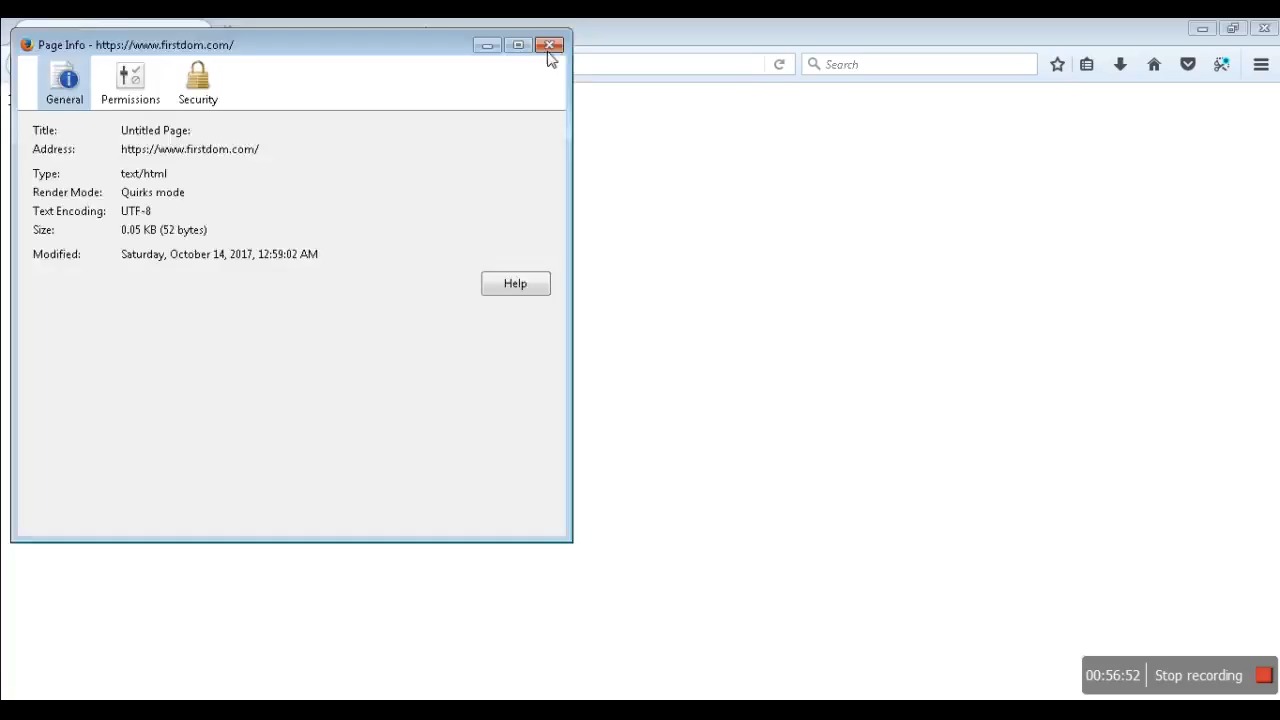 Page Info - https://www.firstdom.com/
Search
General
Permissions
Security
Title: Untitled Page:
Address: https://www.firstdom.com/
Type: text/html
Render Mode: Quirks mode
Text Encoding: UTF-8
Size: 0.05 KB (52 bytes)
Modified: Saturday, October 14, 2017, 12:59:02 AM
Help
00:56:52 Stop recording